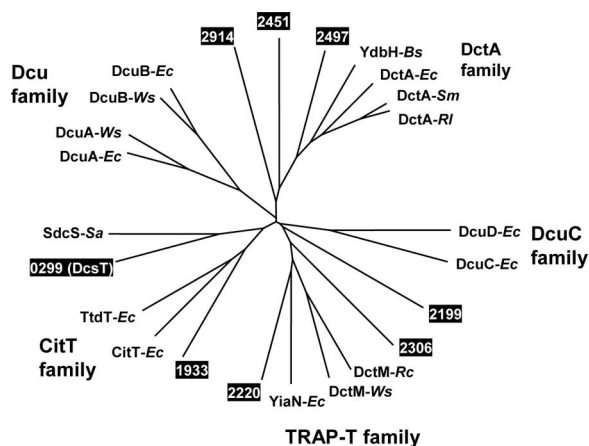 2451
2914
2497
YdbH-Bs
DctA
family
DctA-Ec
DctA-Sm
DctA-Rl
Dcu
family
DcuB-Ec
DcuB-Ws
DcuA-Ws
DcuA-Ec
SdcS-Sa
0299 (DcsT)
DcuD-Ec
DcuC
family
DcuC-Ec
2199
2306
TtdT-Ec
CitT-Ec
CitT
family
1933
2220
YiaN-Ec
DctM-Rc
DctM-Ws
TRAP-T family